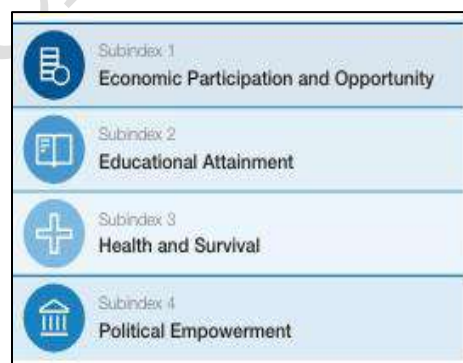 Subindex 1
Economic Participation and Opportunity
Subindex 2
Educational Attainment
Subindex 3
Health and Survival
Subindex 4
Political Empowerment